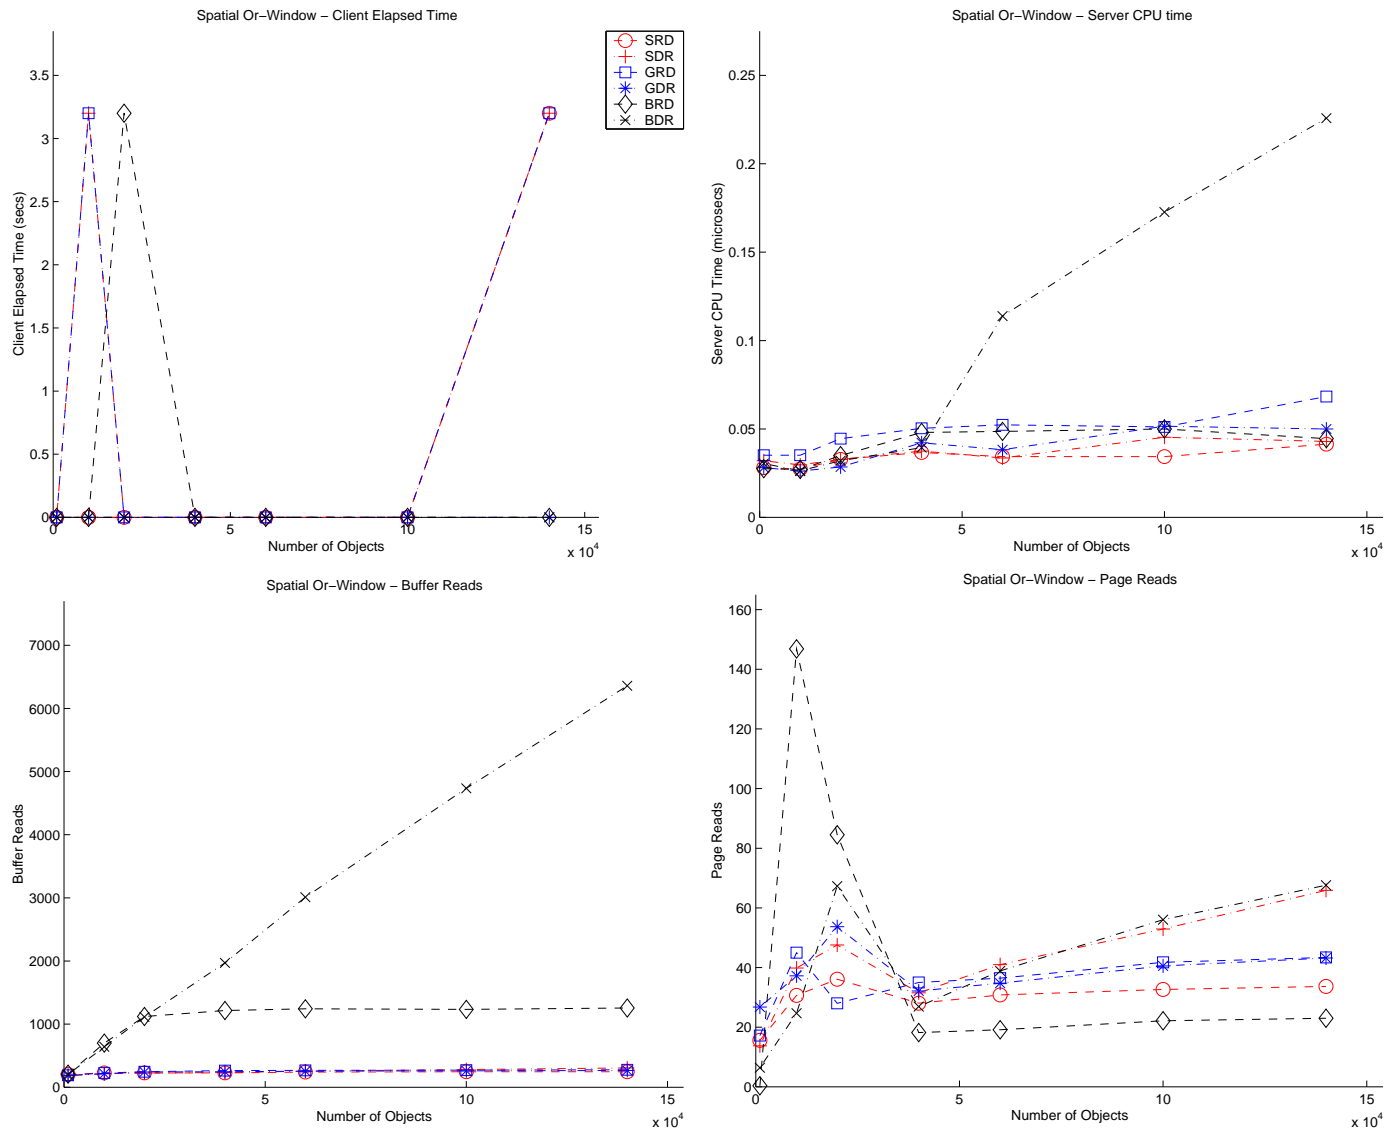 Spatial Or–Window – Client Elapsed Time
3.5
3
2.5
2
1.5
1
0.5
0
Client Elapsed Time (secs)
0
5
10
15
x 10^4
Number of Objects
SRD
SDR
GRD
GDR
BRD
BDR
Spatial Or–Window – Server CPU time
0.25
0.2
0.15
0.1
0.05
0
Server CPU Time (microsecs)
0
5
10
15
x 10^4
Number of Objects
Spatial Or–Window – Buffer Reads
7000
6000
5000
4000
3000
2000
1000
0
Buffer Reads
0
5
10
15
x 10^4
Number of Objects
Spatial Or–Window – Page Reads
160
140
120
100
80
60
40
20
0
Page Reads
0
5
10
15
x 10^4
Number of Objects